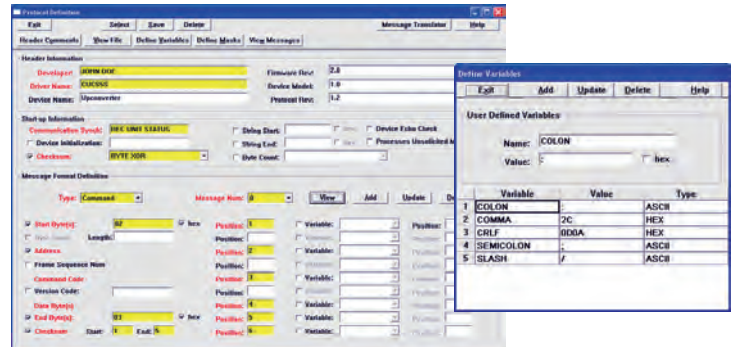 Protocol Definition
Exit Select Save Delete Message Translator Help
Header Comments View File Define Variables Define Masks View Messages
Header Information
Developer: JOHN DOE Firmware Rev: 2.0
Driver Name: CUCSSS Device Model: 1.0
Device Name: Upconverter Protocol Rev: 1.2
Start-up Information
Communication Synch: REC UNIT STATUS String Start: Device Echo Check
Device Initialization: String End: Processes Unsolicited M
Checksum: BYTE XOR Byte Count:
Message Format Definition
Type: Command Message Num: 0 View Add Update De
Start Byte(s): 02 hex Position: 1 Variable: Position:
Length: Position: Variable:
Address Position: 2 Variable:
Frame Sequence Num Position: Variable:
Command Code Position: 3 Variable:
Version Code: Position: Variable:
Data Byte(s) Position: 4 Variable:
End Byte(s): 03 hex Position: 5 Variable:
Checksum: Start: 1 End: 5 Position: 6 Variable:
Define Variables
Exit Add Update Delete Help
User Defined Variables
Name: COLON
Value: : hex
Variable Value Type
1 COLON : ASCII
2 COMMA 2C HEX
3 CRLF 0D0A HEX
4 SEMICOLON ; ASCII
5 SLASH / ASCII